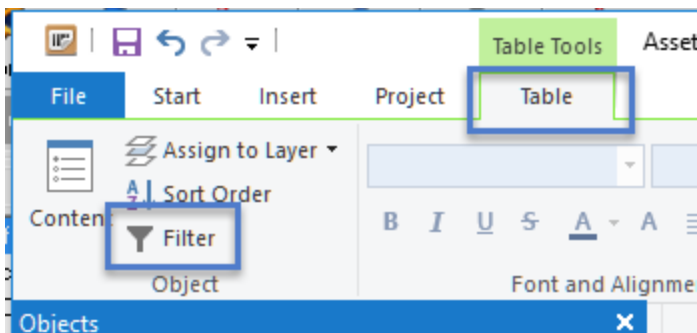 Table Tools Asset
File Start Insert Project Table
Assign to Layer
Sort Order
Content
Filter
B I U S A A
Object Font and Alignme
Objects